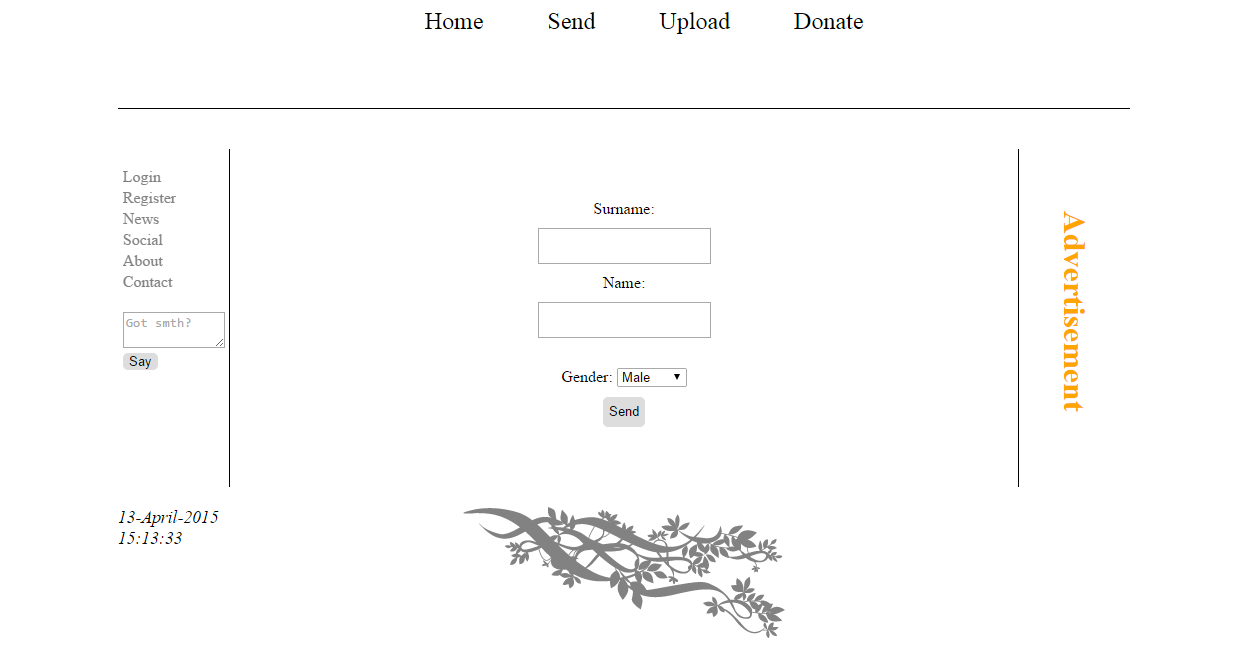 Home Send Upload Donate
Login
Register
News
Social
About
Contact
Got smth?
Say
Surname:
Name:
Gender: Male
Send
Advertisement
13-April-2015
15:13:33